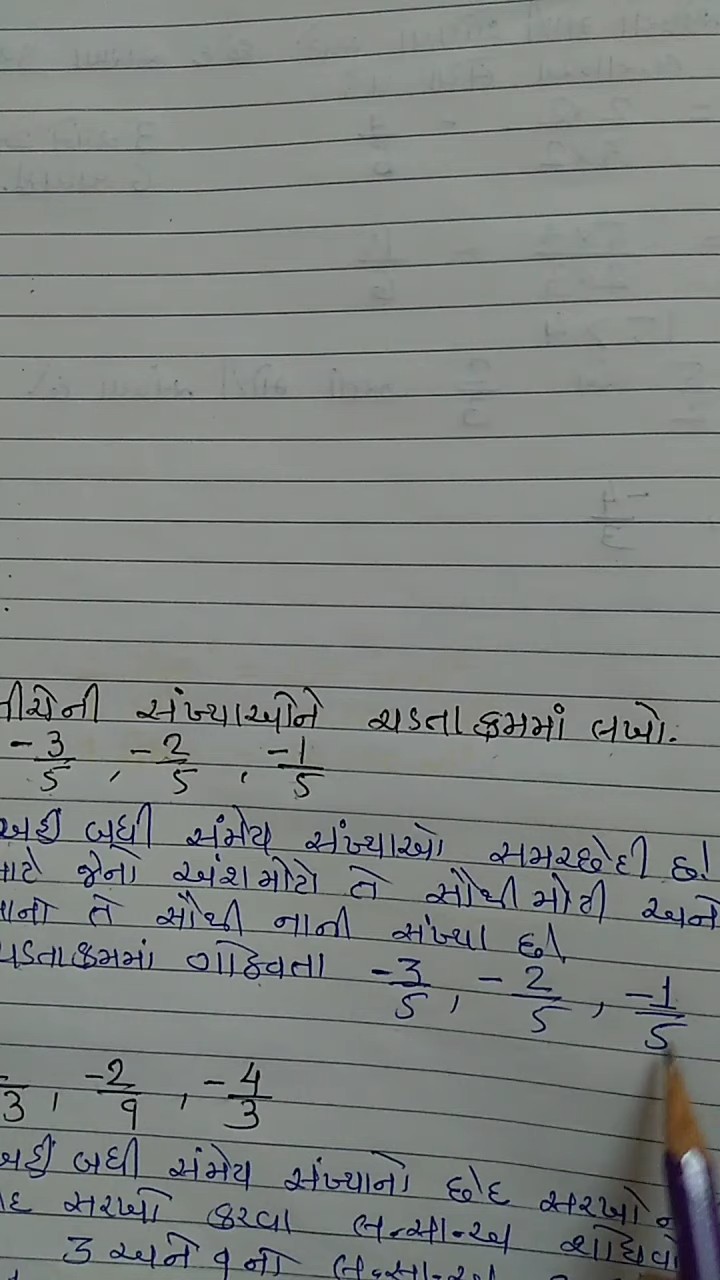 નીચેની સંખ્યાઓને ચડતા ક્રમમાં લખો.
-3/5 , -2/5 , -1/5
અહીં બધી સંમેય સંખ્યાઓ સમચ્છેદી છે.
માટે જેનો અંશ મોટો તે સૌથી મોટી અને
નાનો તે સૌથી નાની સંખ્યા છે.
ચડતાક્રમમાં ગોઠવતા -3/5 , -2/5 , -1/5
/3 , -2/9 , -4/3
અહીં બધી સંમેય સંખ્યાનો છેદ સરખો ન
સરખો કરવા લ.સા.અ શોધવો
3 અને 9 ના લ.સા.અ